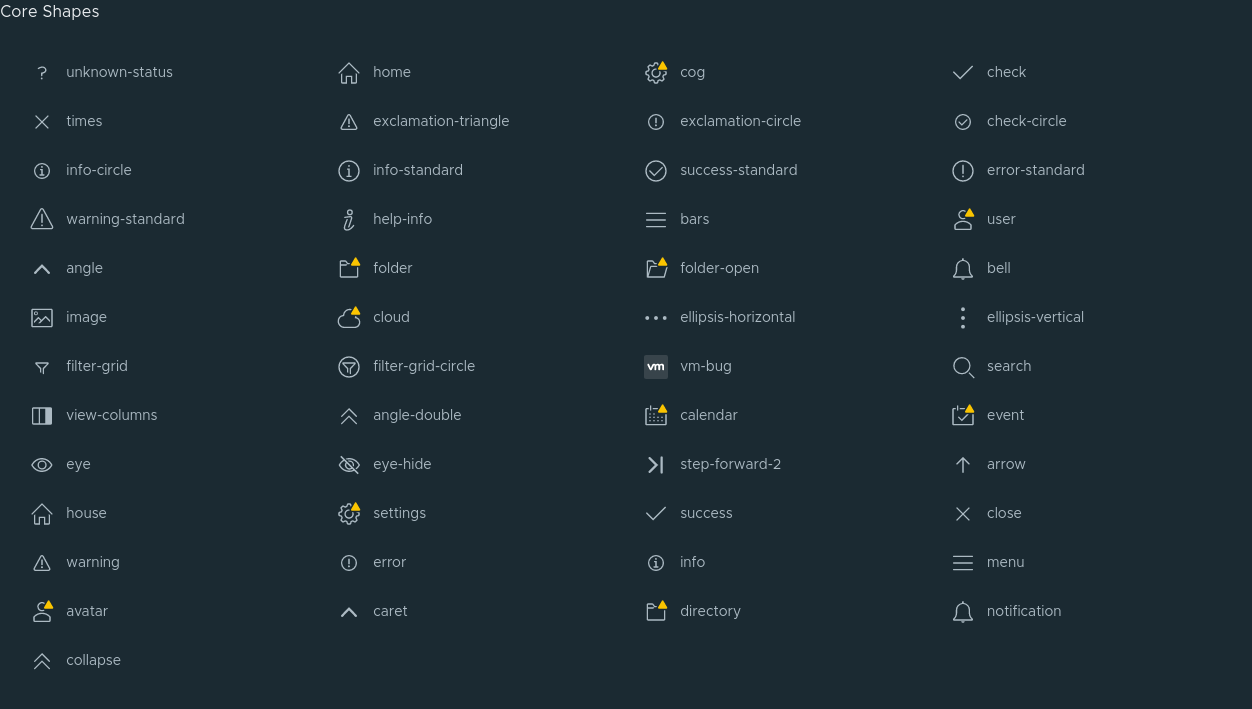 Core Shapes
unknown-status home cog check
times exclamation-triangle exclamation-circle check-circle
info-circle info-standard success-standard error-standard
warning-standard help-info bars user
angle folder folder-open bell
image cloud ellipsis-horizontal ellipsis-vertical
filter-grid filter-grid-circle vm vm-bug search
view-columns angle-double calendar event
eye eye-hide step-forward-2 arrow
house settings success close
warning error info menu
avatar caret directory notification
collapse